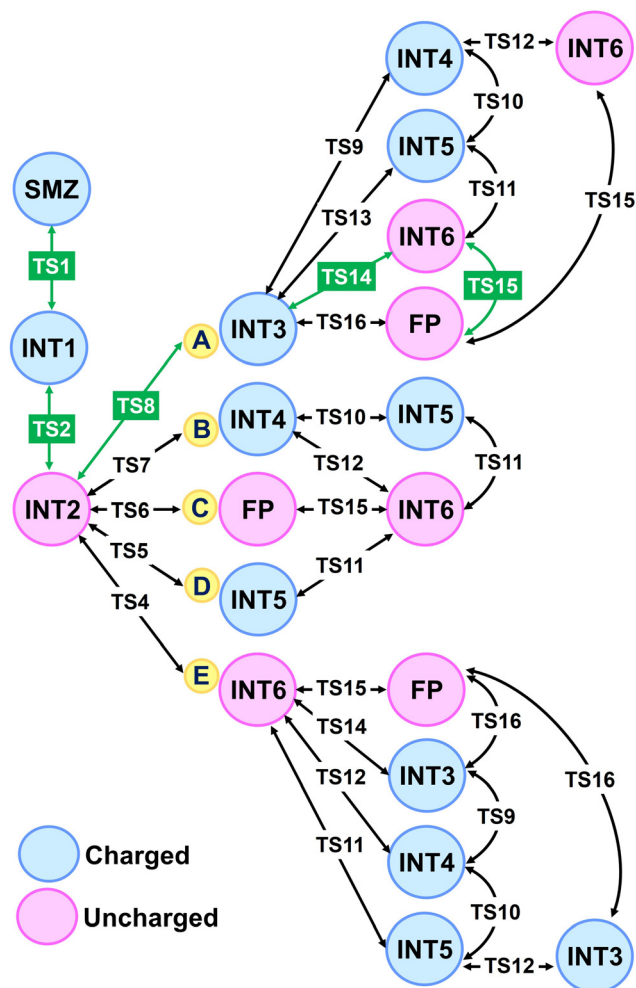 INT4
TS12
INT6
TS10
TS9
INT5
SMZ
TS11
TS13
TS15
INT6
TS1
TS14
TS15
A
INT3
TS16
FP
INT1
TS8
TS2
B
INT4
TS10
INT5
TS7
TS12
TS11
INT2
TS6
C
FP
TS15
INT6
TS5
TS11
D
INT5
TS4
E
INT6
TS15
FP
TS14
TS16
TS12
INT3
TS16
TS9
TS11
Charged
INT4
TS10
Uncharged
INT5
TS12
INT3